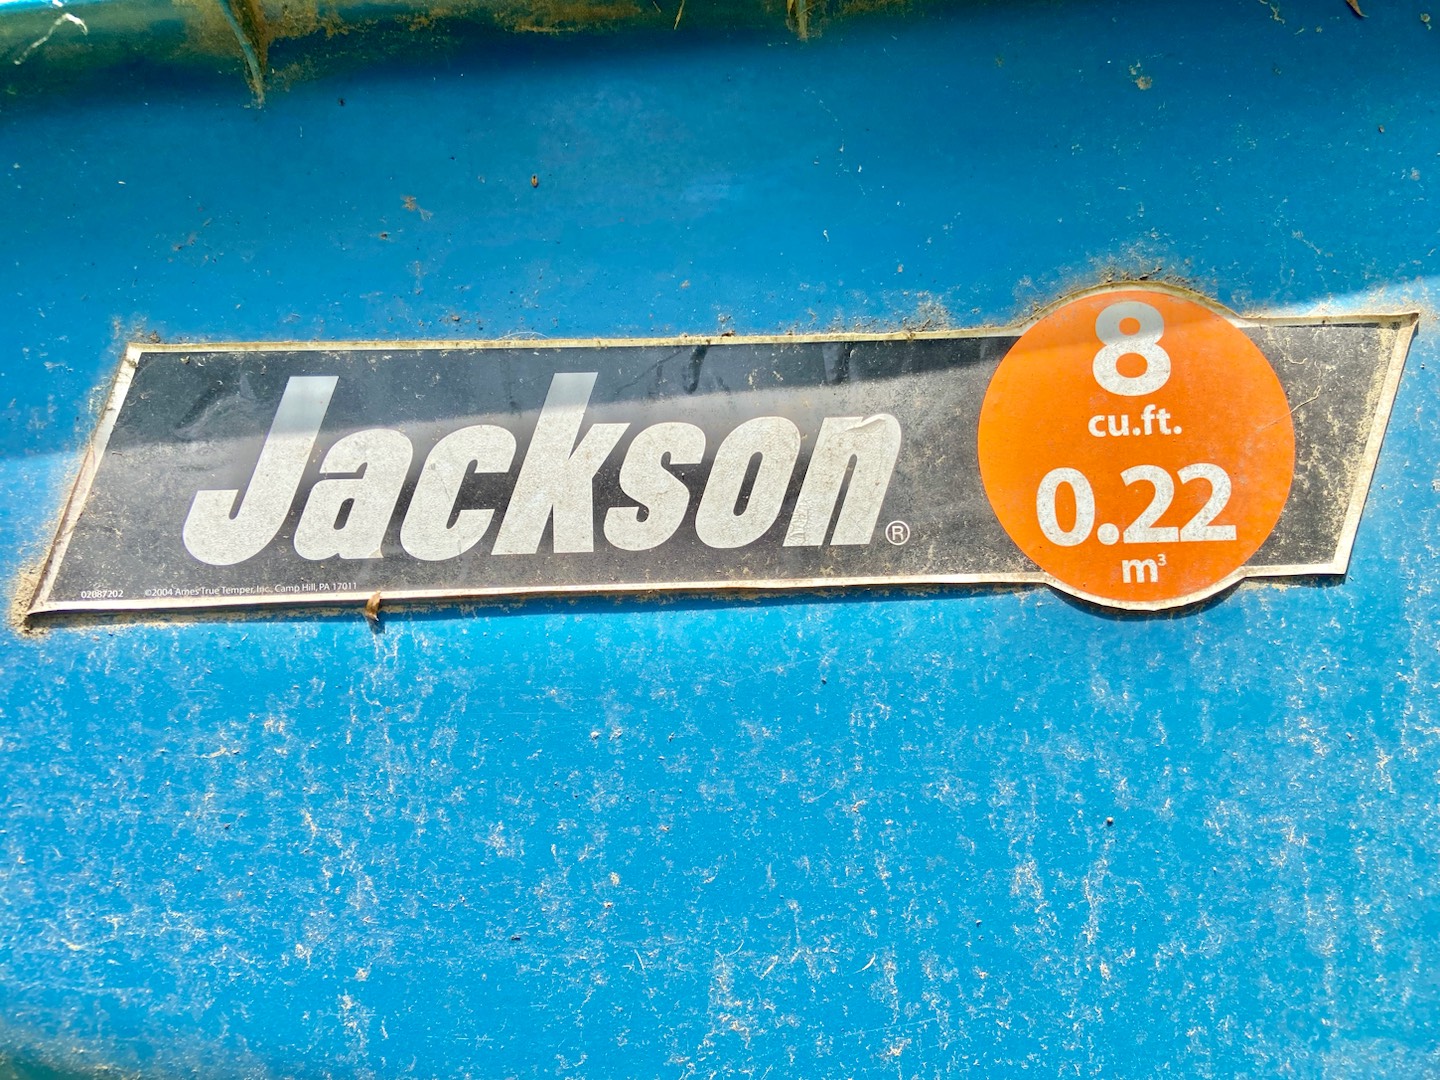 Jackson®
8
cu.ft.
0.22
m³
02087202 ©2004 Ames True Temper, Inc., Camp Hill, PA 17011